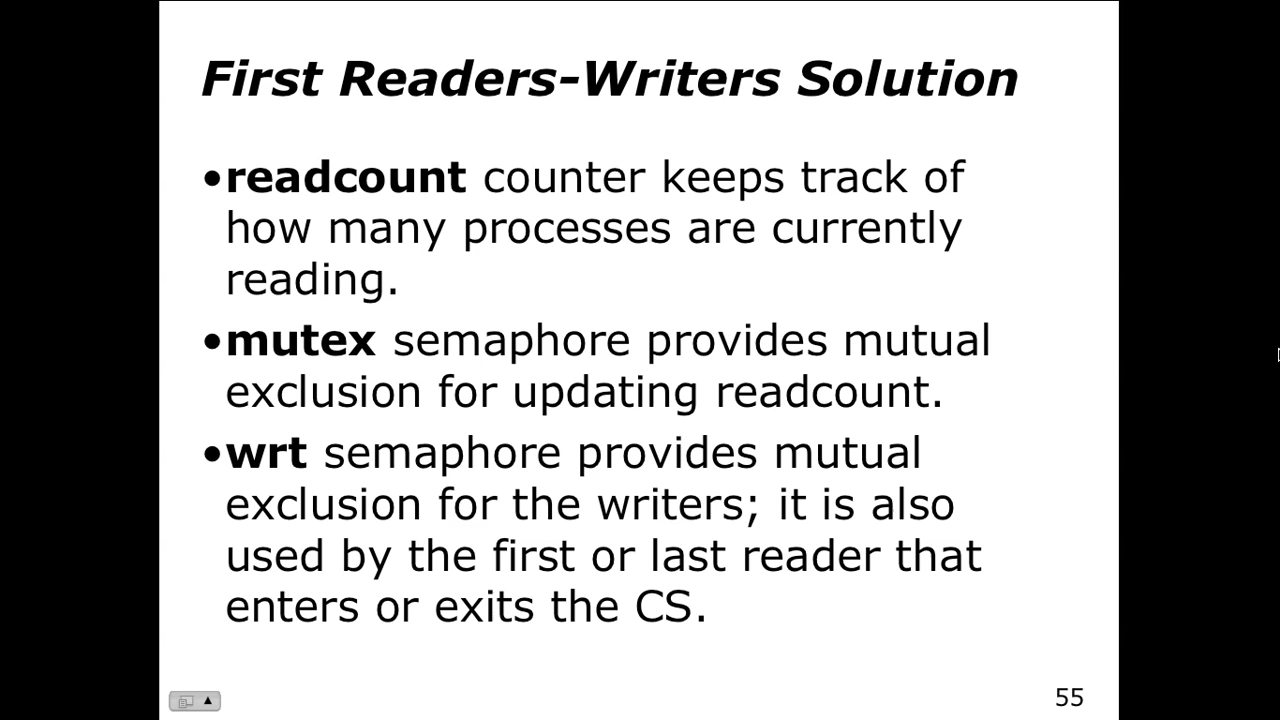 First Readers-Writers Solution
•readcount counter keeps track of
how many processes are currently
reading.
•mutex semaphore provides mutual
exclusion for updating readcount.
•wrt semaphore provides mutual
exclusion for the writers; it is also
used by the first or last reader that
enters or exits the CS.
55